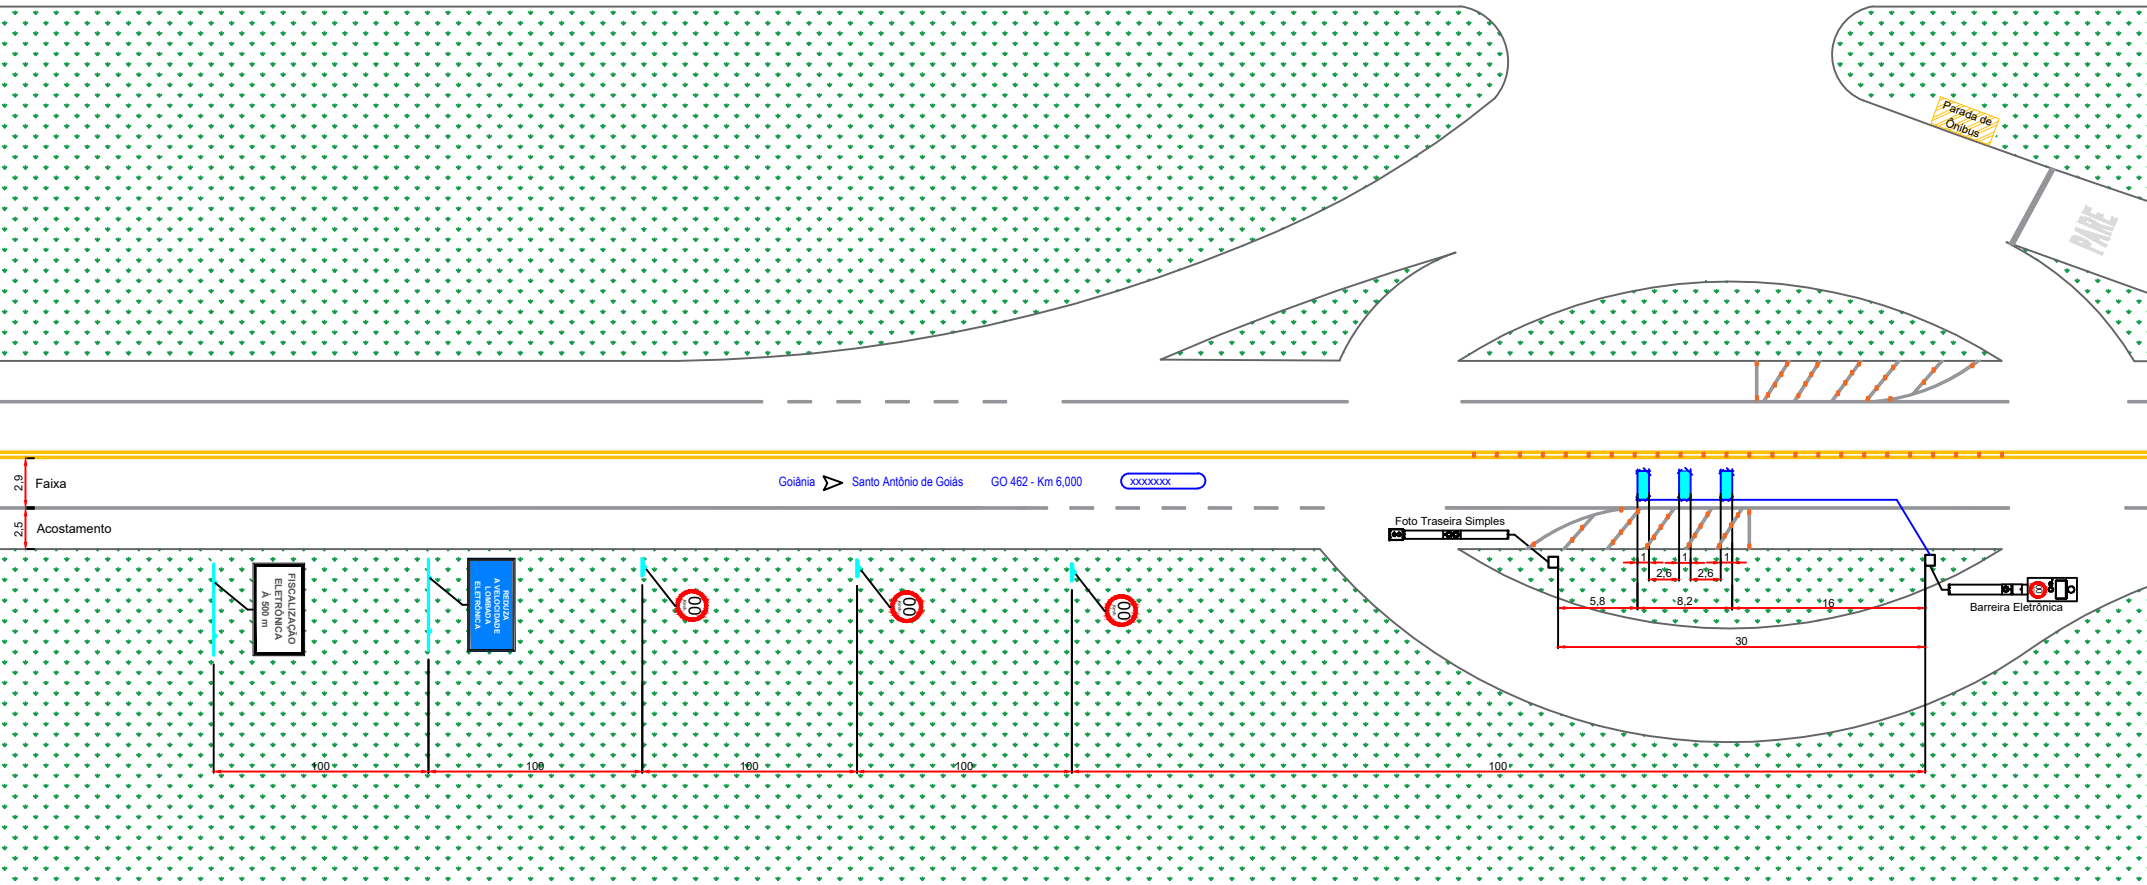 Parada de
Ônibus
PARE
2,9
Faixa
Goiânia
Santo Antônio de Goiás
GO 462 - Km 6,000
xxxxxxx
2,5
Acostamento
Foto Traseira Simples
FISCALIZAÇÃO
ELETRÔNICA
À 500 m
REDUZA
A VELOCIDADE
LOMBADA
ELETRÔNICA
00
00
00
1
1
1
2,6
2,6
5,8
8,2
16
Barreira Eletrônica
30
100
100
100
100
100